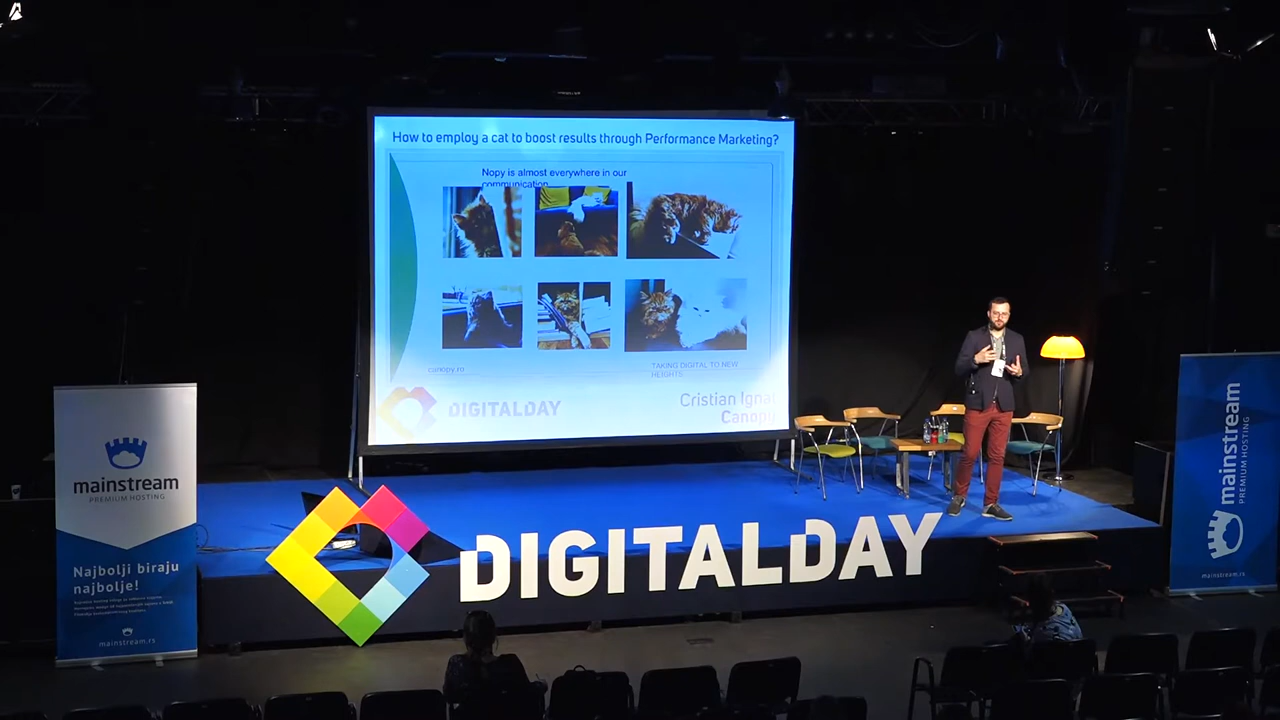 How to employ a cat to boost results through Performance Marketing?
Nopy is almost everywhere in our
communication
canopy.ro
TAKING DIGITAL TO NEW
HEIGHTS
DIGITALDAY
Cristian Ignat
Canopy
mainstream
PREMIUM HOSTING
Najbolji biraju
najbolje!
mainstream.rs
DIGITALDAY
mainstream
PREMIUM HOSTING
mainstream.rs